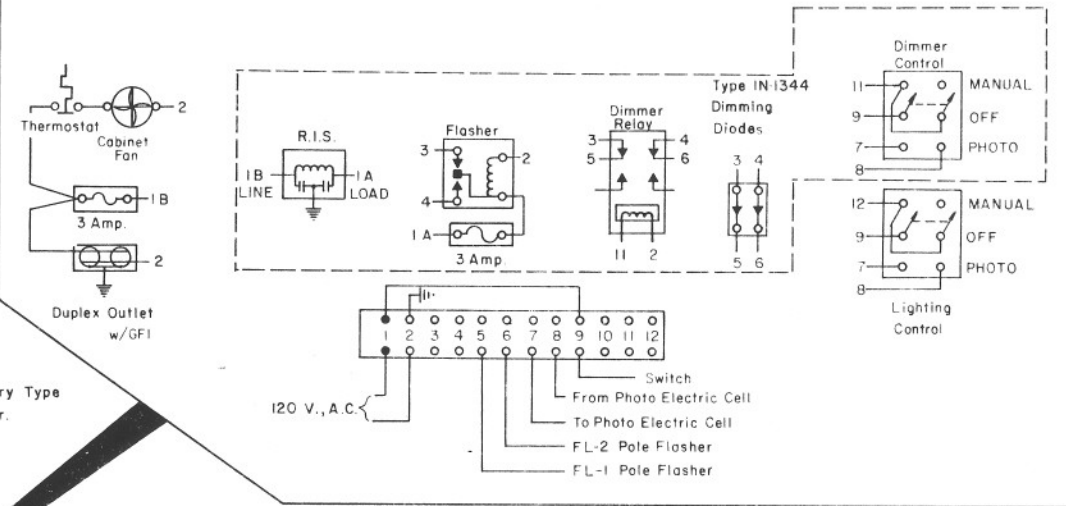 Thermostat
Cabinet
Fan
2
1B
3 Amp.
2
Duplex Outlet
w/GFI
ry Type
r.
R.I.S.
1B
LINE
1A
LOAD
Flasher
3
2
4
1A
3 Amp.
Dimmer
Relay
3
4
5
6
11
2
Type IN-1344
Dimming
Diodes
3 4
5 6
Dimmer
Control
11
MANUAL
9
OFF
7
PHOTO
8
12
MANUAL
9
OFF
7
PHOTO
8
Lighting
Control
1 2 3 4 5 6 7 8 9 10 11 12
120 V., A.C.
Switch
From Photo Electric Cell
To Photo Electric Cell
FL-2 Pole Flasher
FL-1 Pole Flasher